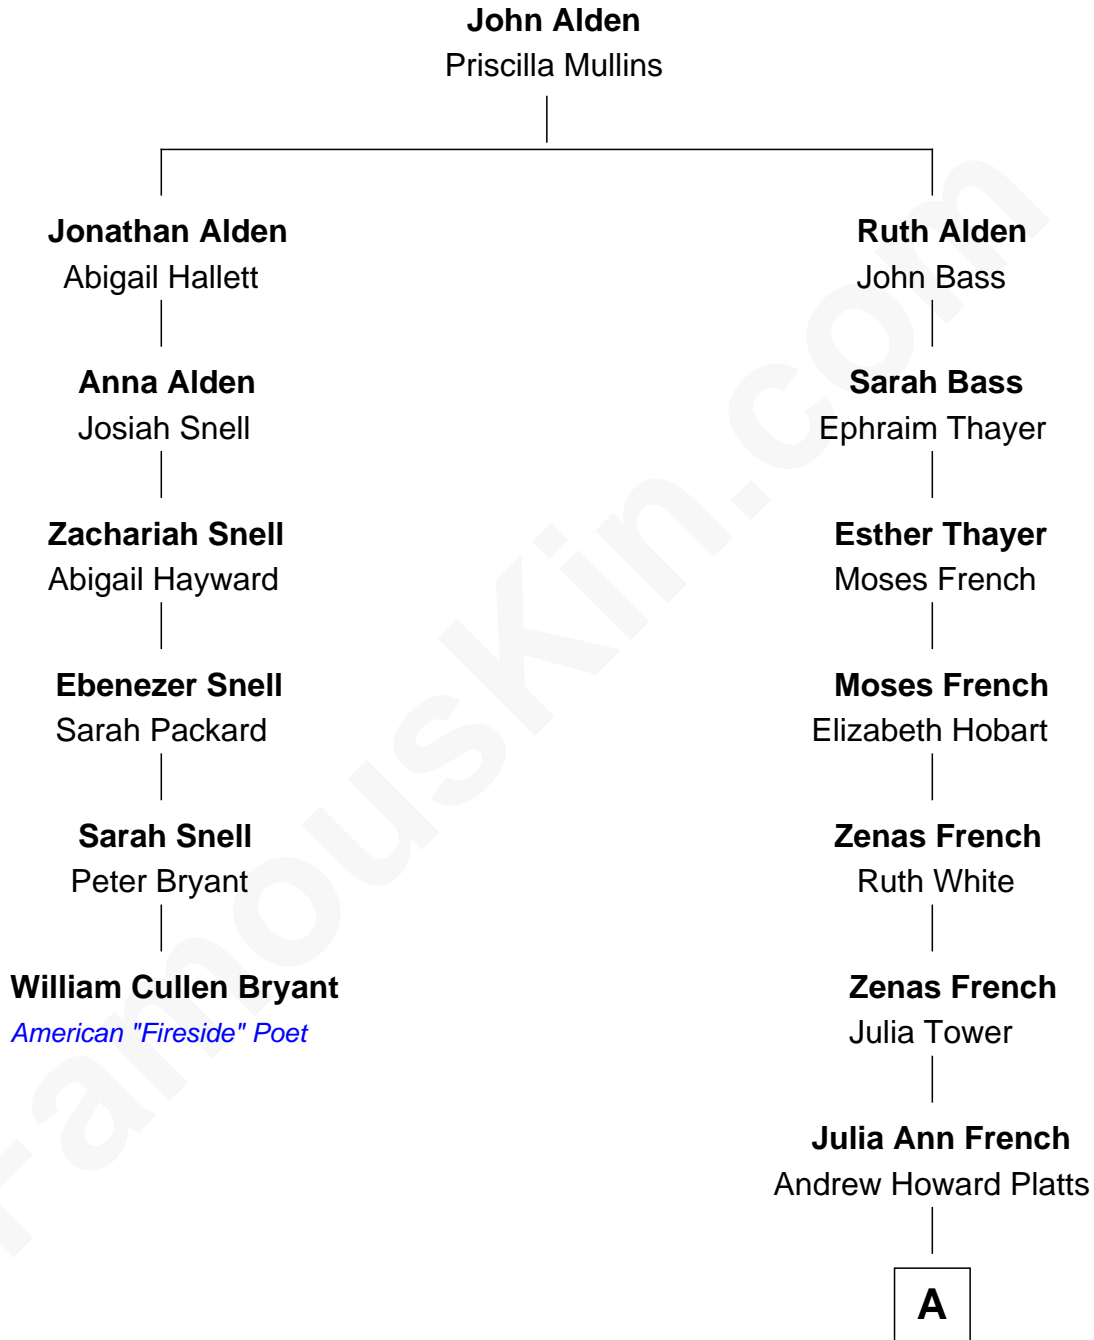 John Alden
Priscilla Mullins
Jonathan Alden
Abigail Hallett
Ruth Alden
John Bass
Anna Alden
Josiah Snell
Sarah Bass
Ephraim Thayer
Zachariah Snell
Abigail Hayward
Esther Thayer
Moses French
Ebenezer Snell
Sarah Packard
Moses French
Elizabeth Hobart
Sarah Snell
Peter Bryant
Zenas French
Ruth White
William Cullen Bryant
American "Fireside" Poet
Zenas French
Julia Tower
Julia Ann French
Andrew Howard Platts
A
FamousKin.com